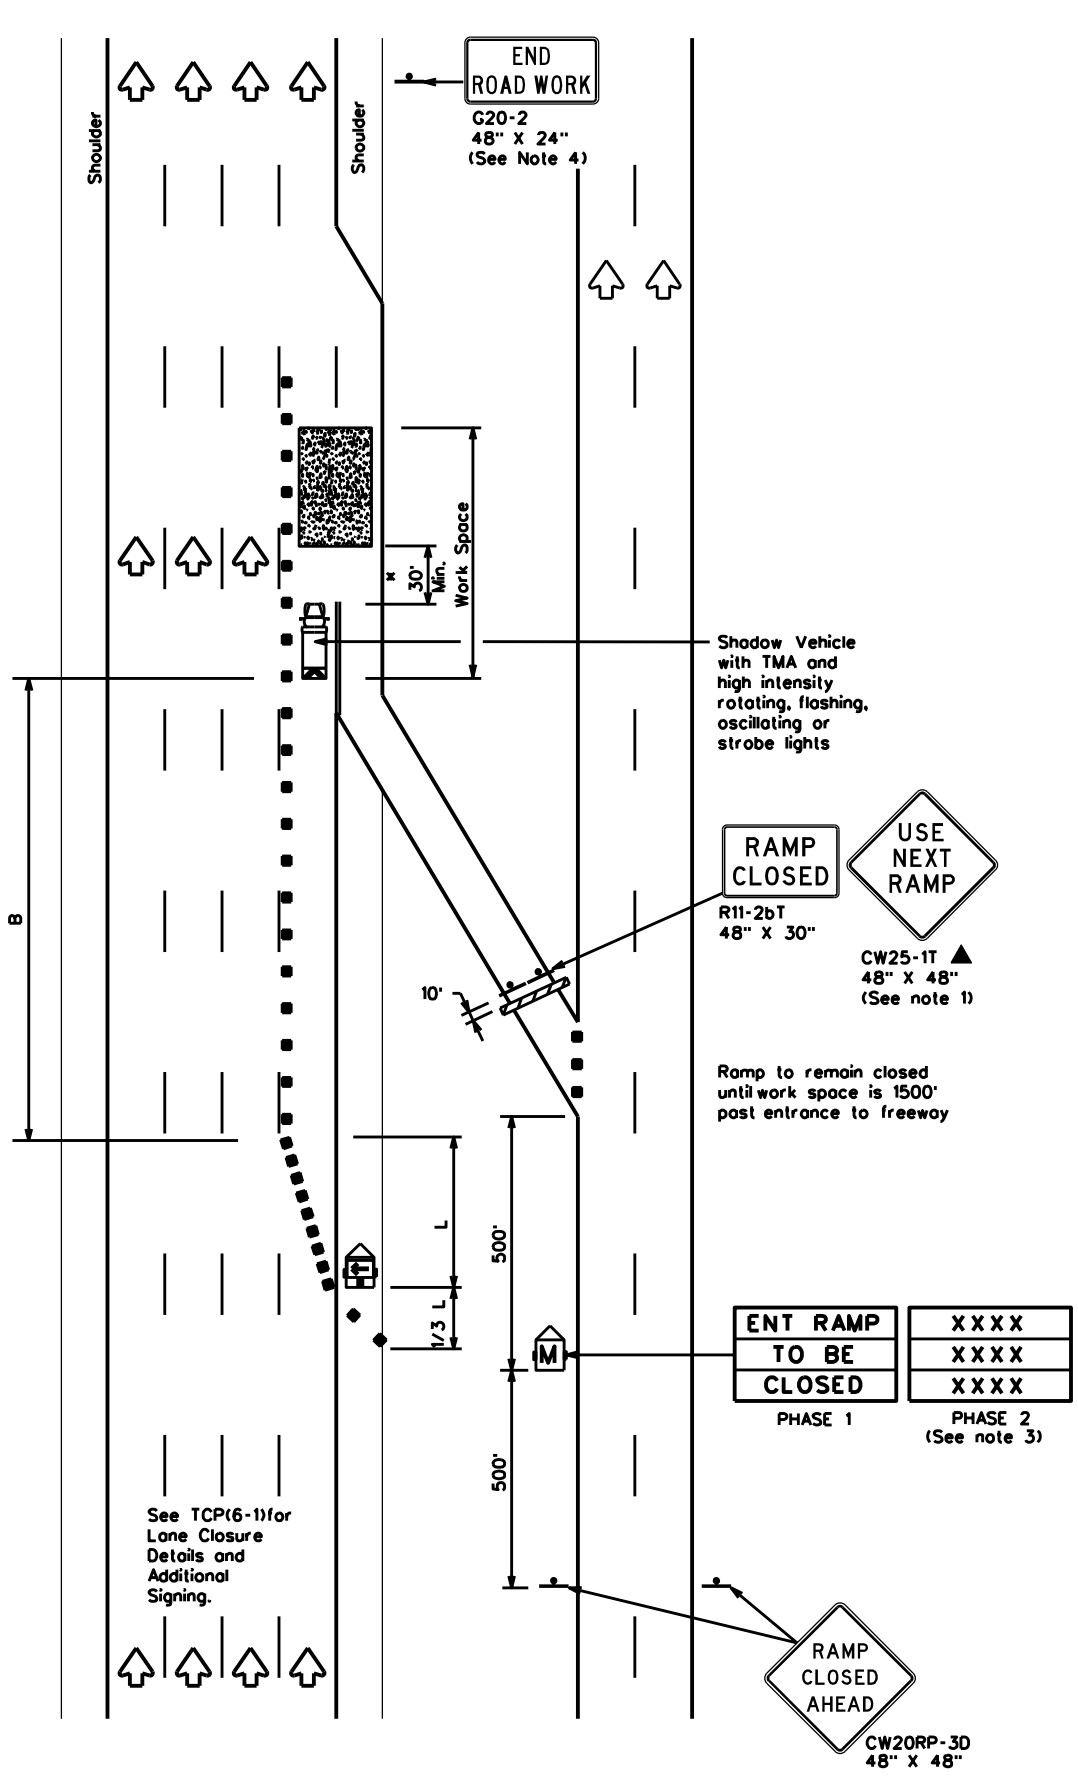 END
ROAD WORK
G20-2
48" X 24"
(See Note 4)
Shoulder
Shoulder
x
30'
Min.
Work Space
Shadow Vehicle
with TMA and
high intensity
rotating, flashing,
oscillating or
strobe lights
B
RAMP
CLOSED
R11-2bT
48" X 30"
USE
NEXT
RAMP
CW25-1T ▲
48" X 48"
(See note 1)
10'
Ramp to remain closed
until work space is 1500'
past entrance to freeway
L
1/3 L
500'
M
500'
ENT RAMP
TO BE
CLOSED
PHASE 1
XXXX
XXXX
XXXX
PHASE 2
(See note 3)
See TCP(6-1)for
Lane Closure
Details and
Additional
Signing.
RAMP
CLOSED
AHEAD
CW20RP-3D
48" X 48"